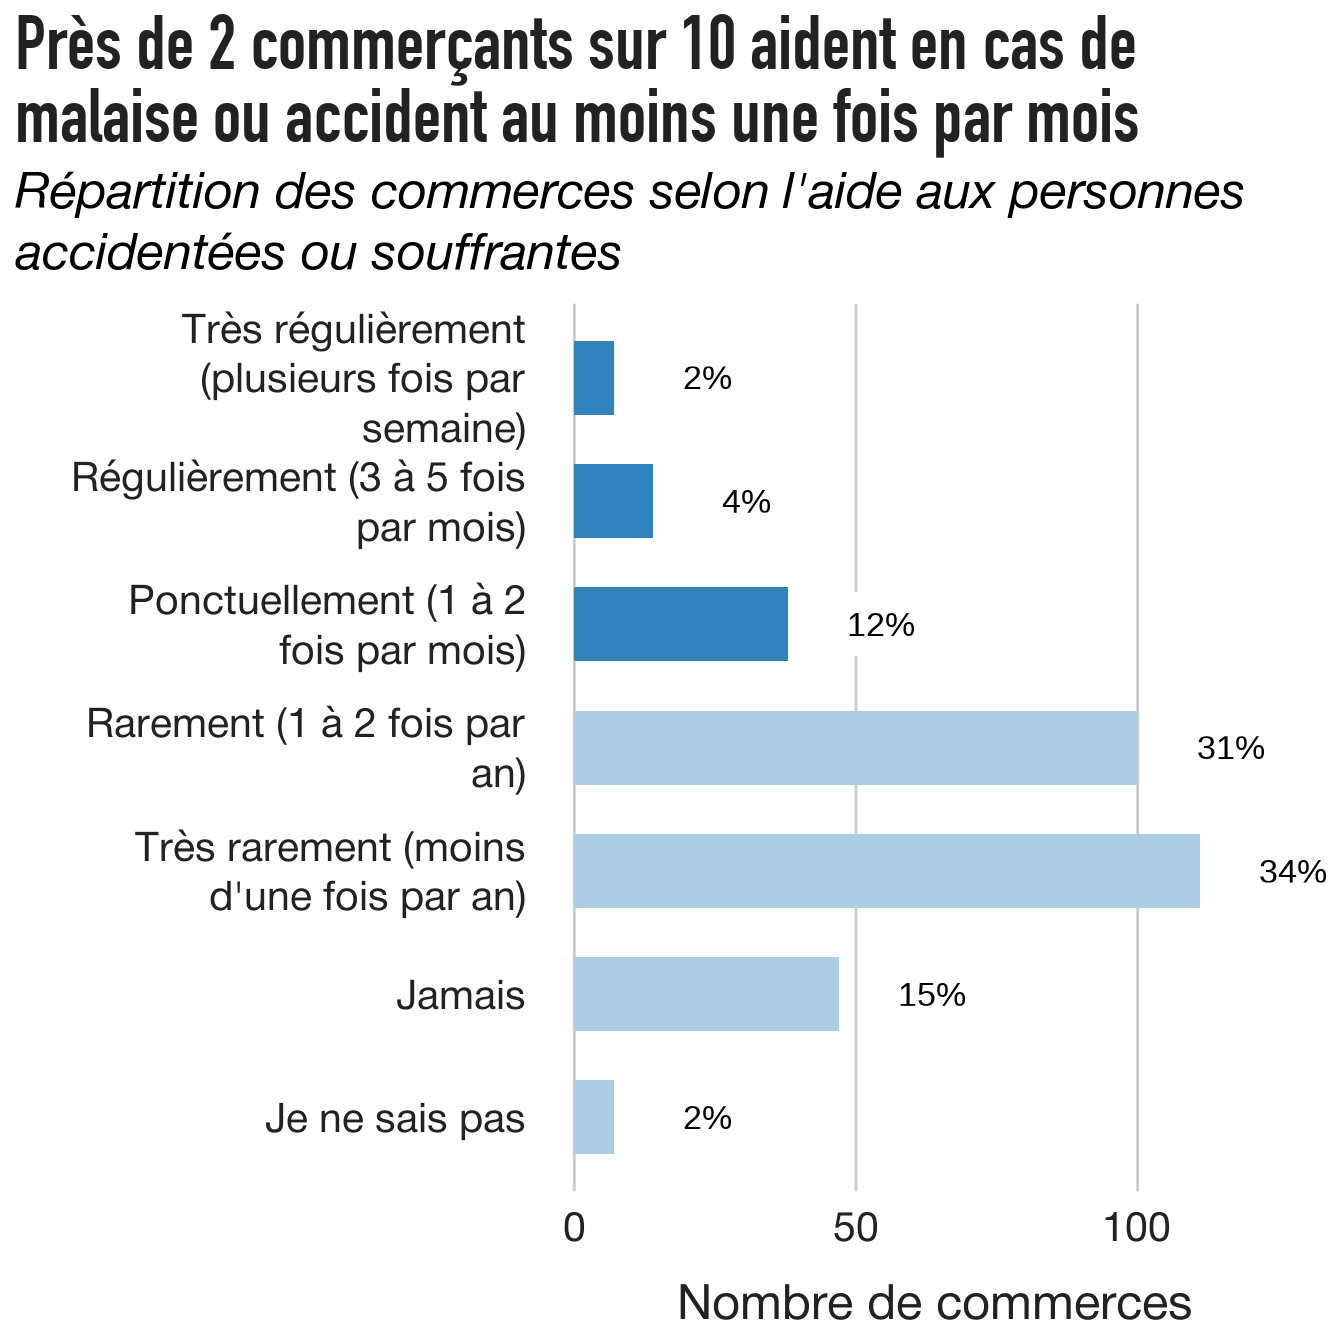 Près de 2 commerçants sur 10 aident en cas de
malaise ou accident au moins une fois par mois
Répartition des commerces selon l'aide aux personnes
accidentées ou souffrantes
Très régulièrement
(plusieurs fois par
semaine)
2%
Régulièrement (3 à 5 fois
par mois)
4%
Ponctuellement (1 à 2
fois par mois)
12%
Rarement (1 à 2 fois par
an)
31%
Très rarement (moins
d'une fois par an)
34%
Jamais
15%
Je ne sais pas
2%
0
50
100
Nombre de commerces